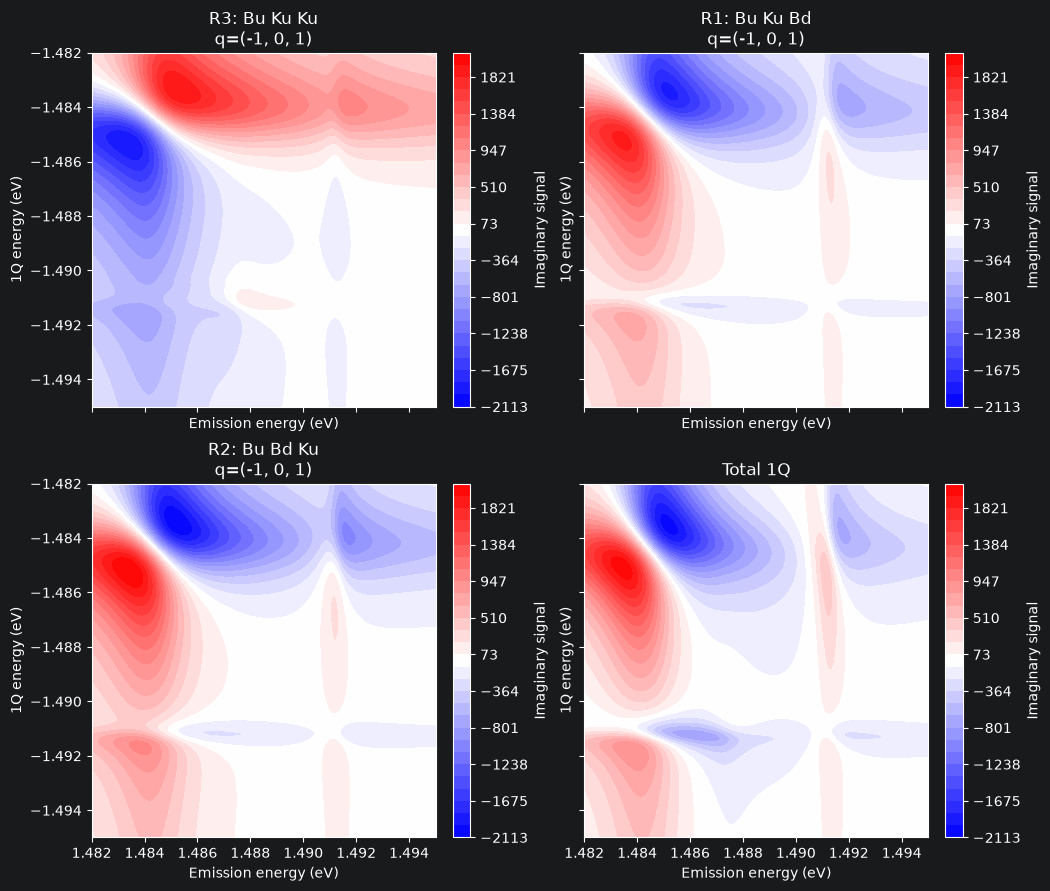 R3: Bu Ku Ku
q=(-1, 0, 1)
−1.482
−1.484
−1.486
−1.488
−1.490
−1.492
−1.494
1Q energy (eV)
Emission energy (eV)
1821
1384
947
510
73
−364
−801
−1238
−1675
−2113
Imaginary signal
R1: Bu Ku Bd
q=(-1, 0, 1)
1Q energy (eV)
Emission energy (eV)
1821
1384
947
510
73
−364
−801
−1238
−1675
−2113
Imaginary signal
R2: Bu Bd Ku
q=(-1, 0, 1)
−1.482
−1.484
−1.486
−1.488
−1.490
−1.492
−1.494
1Q energy (eV)
1.482 1.484 1.486 1.488 1.490 1.492 1.494
Emission energy (eV)
1821
1384
947
510
73
−364
−801
−1238
−1675
−2113
Imaginary signal
Total 1Q
1Q energy (eV)
1.482 1.484 1.486 1.488 1.490 1.492 1.494
Emission energy (eV)
1821
1384
947
510
73
−364
−801
−1238
−1675
−2113
Imaginary signal